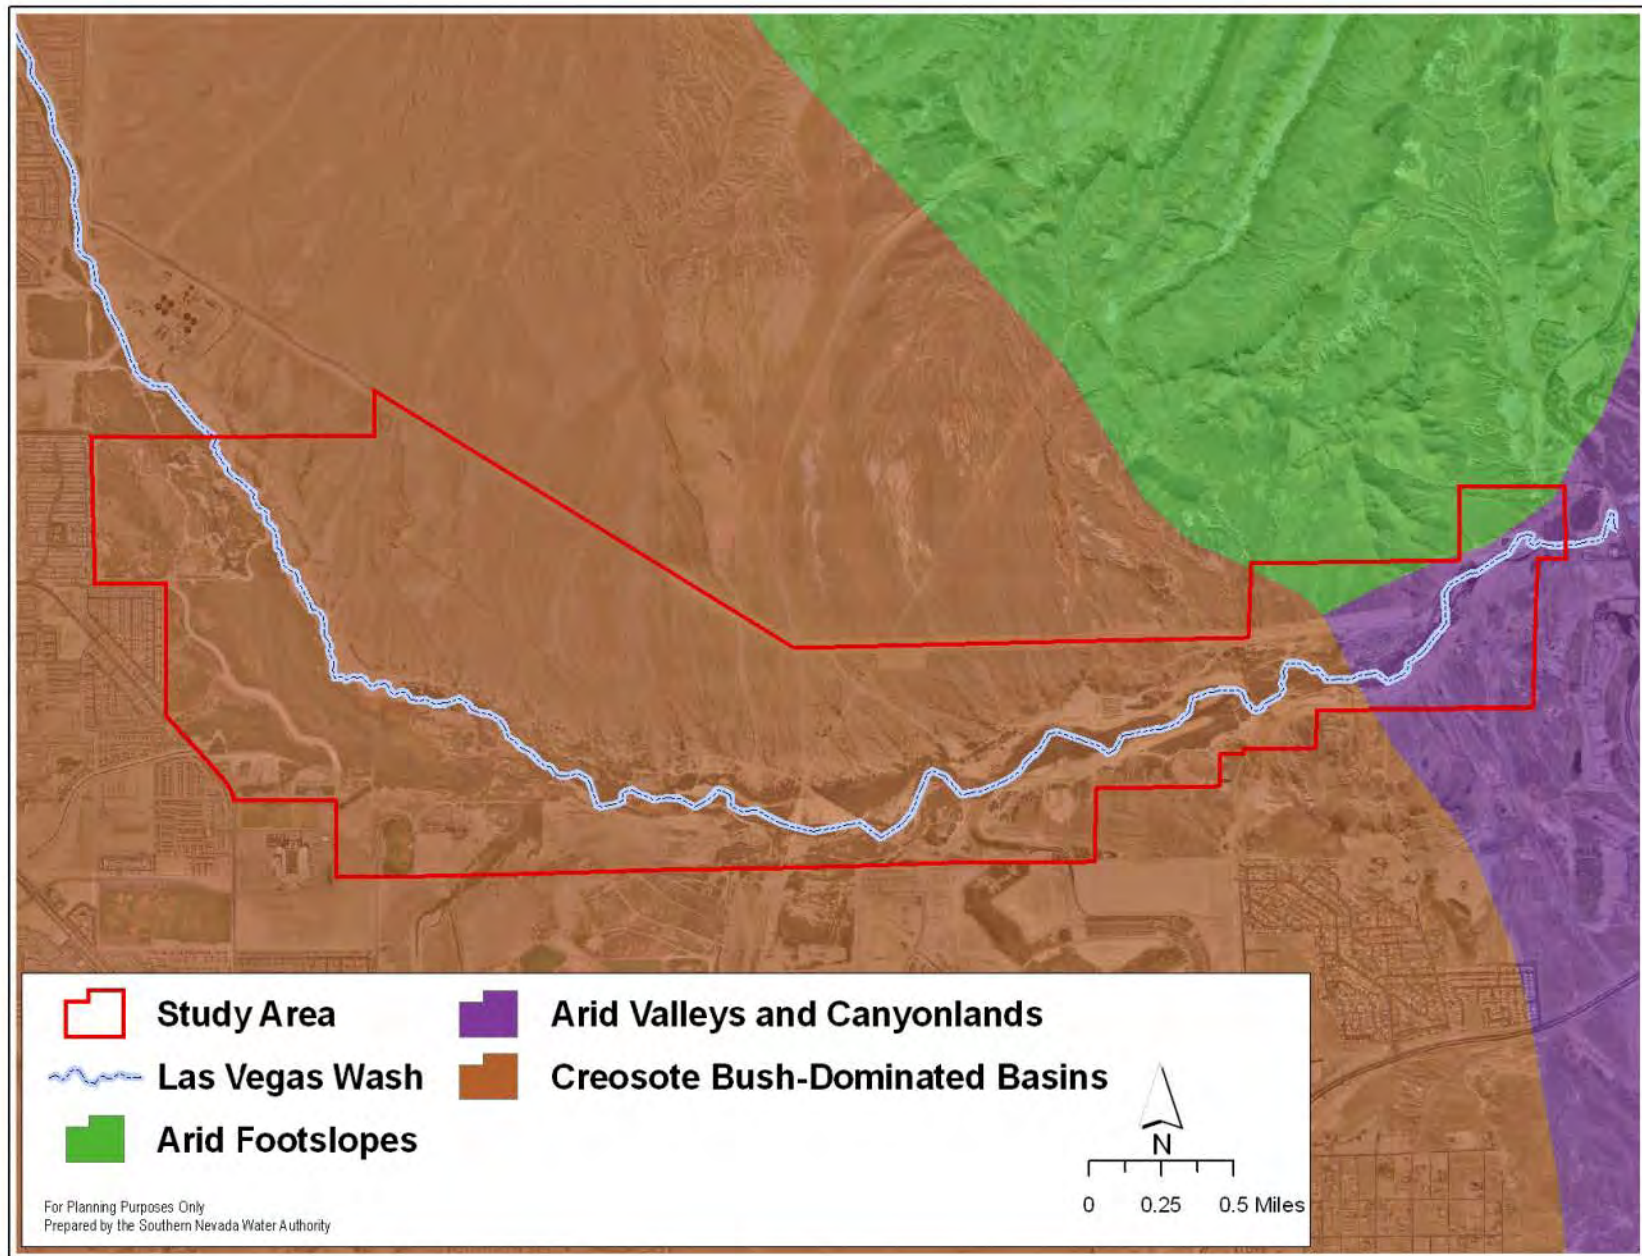 Study Area
Las Vegas Wash
Arid Footslopes
Arid Valleys and Canyonlands
Creosote Bush-Dominated Basins
N
0 0.25 0.5 Miles
For Planning Purposes Only
Prepared by the Southern Nevada Water Authority